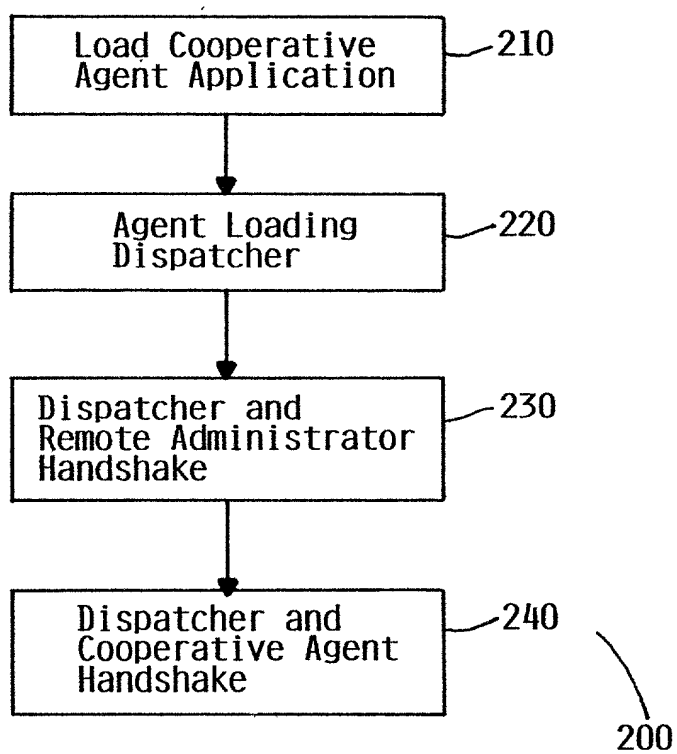 Load Cooperative
Agent Application
210
Agent Loading
Dispatcher
220
Dispatcher and
Remote Administrator
Handshake
230
Dispatcher and
Cooperative Agent
Handshake
240
200